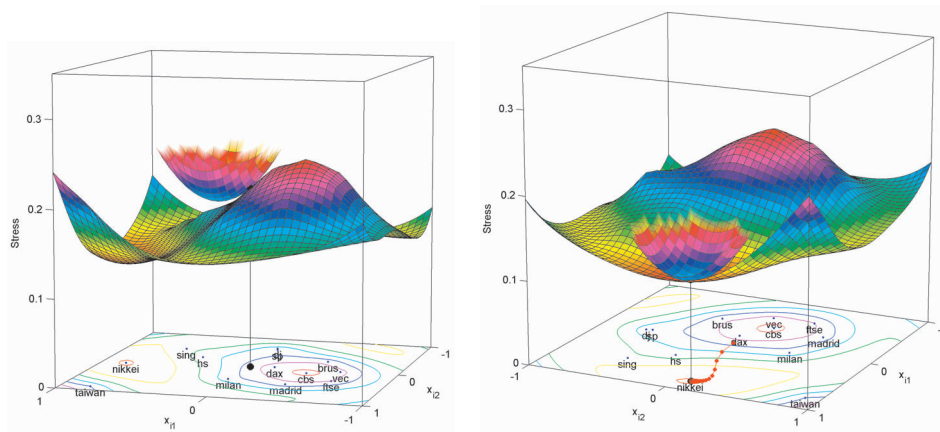 0.3
0.2
Stress
0.1
0
1
nikkei
taiwan
sing
hs
milan
sp
dax
madrid
cbs
brus
vec
ftse
x_i1
0
-1
1
0
-1
x_i2
0.3
0.2
Stress
0.1
0
-1
sing
dj
sp
hs
nikkei
brus
dax
vec
cbs
ftse
madrid
milan
taiwan
x_i2
0
1
1
0
x_i1